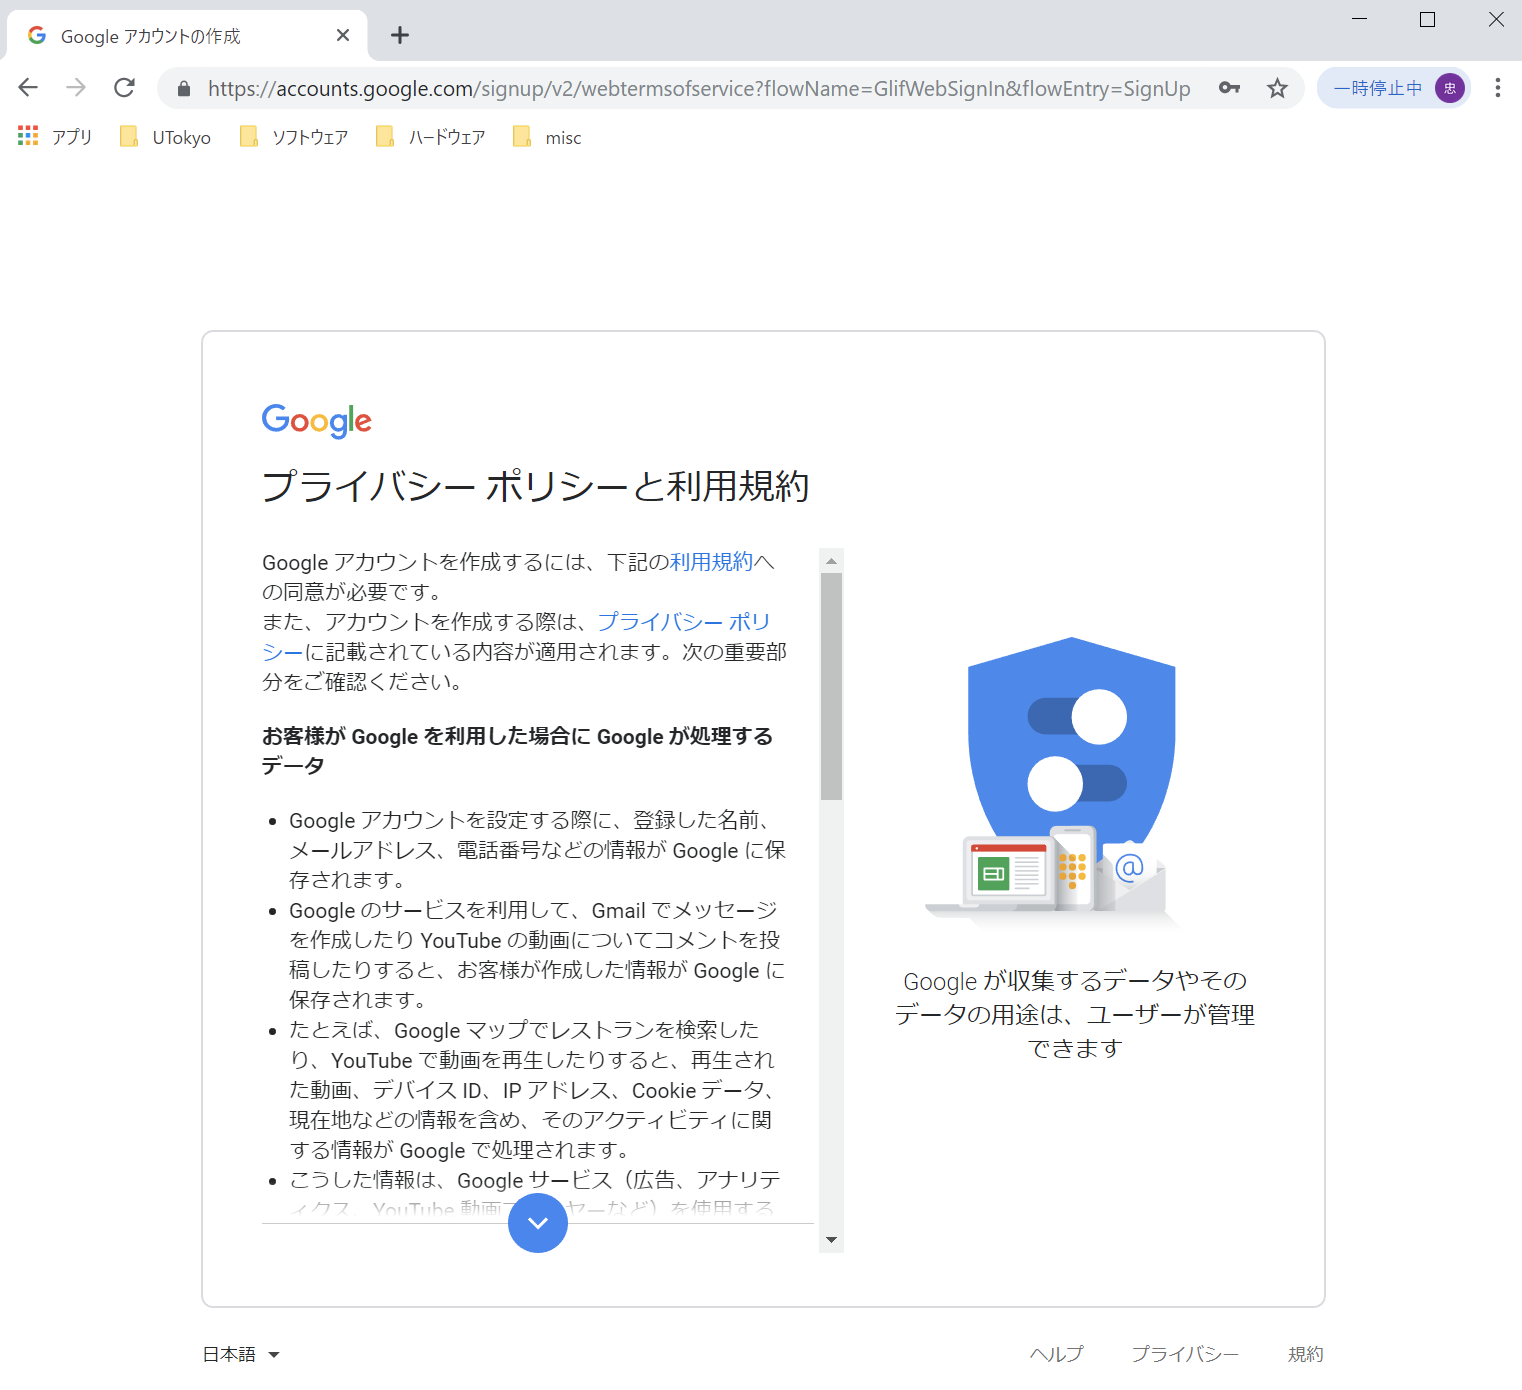 Google アカウントの作成
https://accounts.google.com/signup/v2/webtermsofservice?flowName=GlifWebSignIn&flowEntry=SignUp
一時停止中
忠
アプリ
UTokyo
ソフトウェア
ハードウェア
misc
Google
プライバシー ポリシーと利用規約
Google アカウントを作成するには、下記の利用規約へ
の同意が必要です。
また、アカウントを作成する際は、プライバシー ポリ
シーに記載されている内容が適用されます。次の重要部
分をご確認ください。
お客様が Google を利用した場合に Google が処理する
データ
Google アカウントを設定する際に、登録した名前、
メールアドレス、電話番号などの情報が Google に保
存されます。
Google のサービスを利用して、Gmail でメッセージ
を作成したり YouTube の動画についてコメントを投
稿したりすると、お客様が作成した情報が Google に
保存されます。
たとえば、Google マップでレストランを検索した
り、YouTube で動画を再生したりすると、再生され
た動画、デバイス ID、IP アドレス、Cookie データ、
現在地などの情報を含め、そのアクティビティに関
する情報が Google で処理されます。
こうした情報は、Google サービス（広告、アナリテ
ィクス、YouTube 動画プ ヤーなど）を使用する
@
Google が収集するデータやその
データの用途は、ユーザーが管理
できます
日本語
ヘルプ
プライバシー
規約